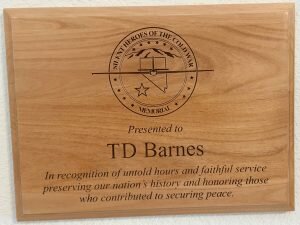 SILENT HEROES OF THE COLD WAR
MEMORIAL
Presented to
TD Barnes
In recognition of untold hours and faithful service
preserving our nation's history and honoring those
who contributed to securing peace.